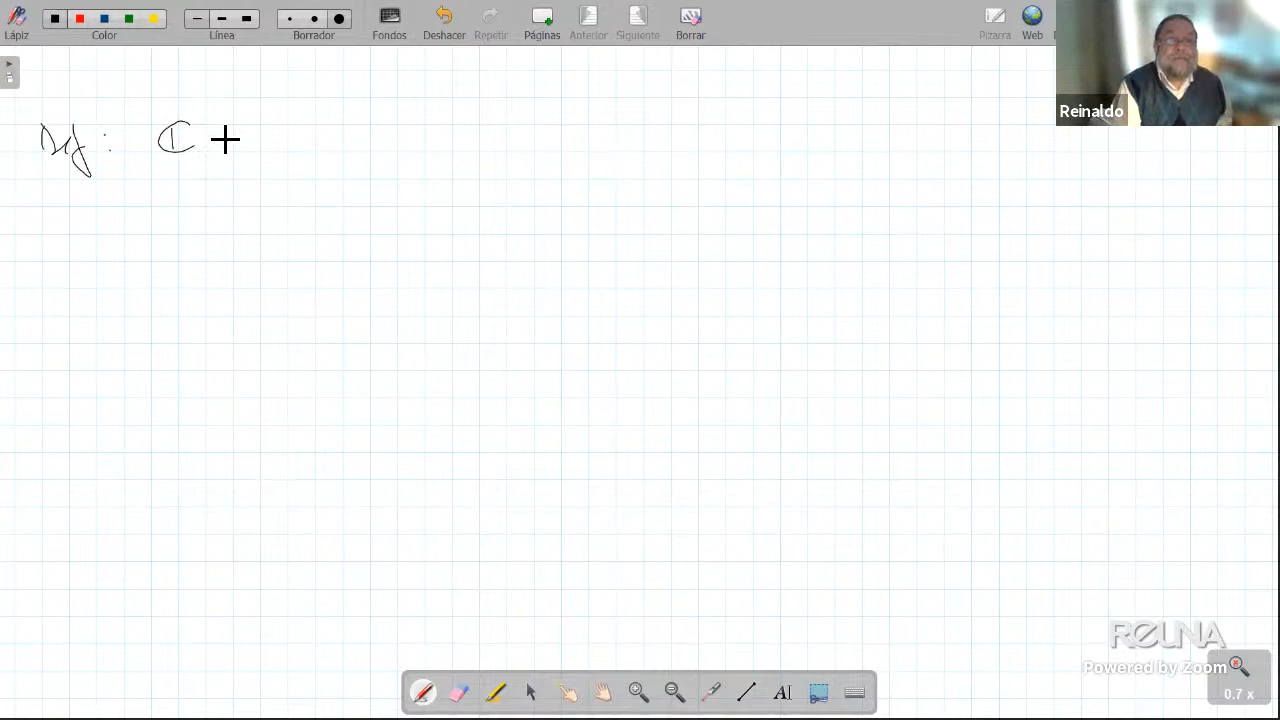 Lápiz Color Línea Borrador Fondos Deshacer Repetir Páginas Anterior Siguiente Borrar Pizarra Web
Reinaldo
Def: ℂ
REUNA
Powered by Zoom
0.7 x